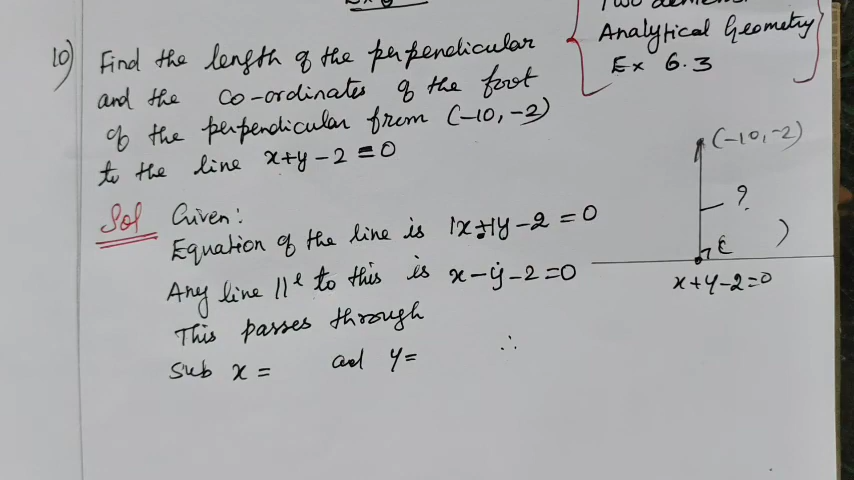 Analytical Geometry
Ex 6.3
10) Find the length of the perpendicular
and the Co-ordinates of the foot
of the perpendicular from (-10,-2)
to the line x+y-2=0
Sol Given:
Equation of the line is 1x+1y-2=0
Any line 11l to this is x-y-2=0
This passes through
Sub x= and y= ∴
(-10,-2)
?
)
x+y-2=0